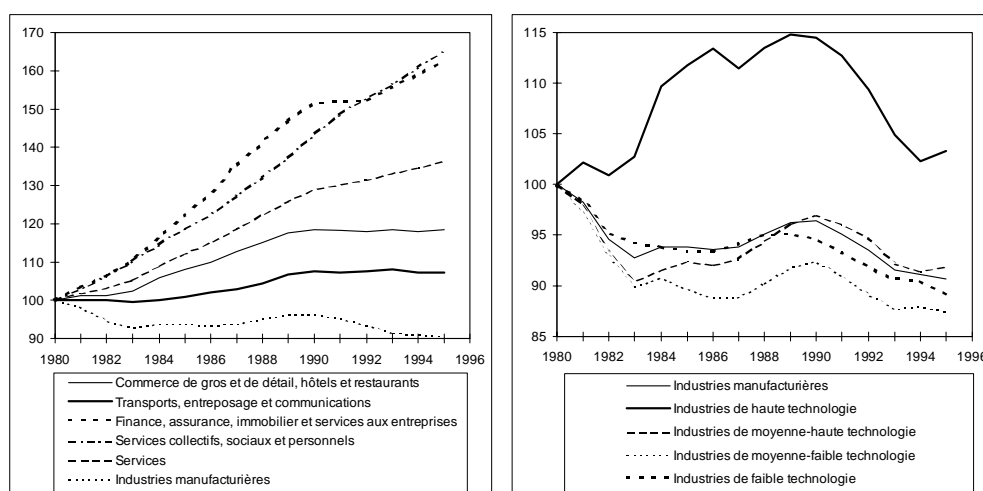 170
160
150
140
130
120
110
100
90
1980 1982 1984 1986 1988 1990 1992 1994 1996
Commerce de gros et de détail, hôtels et restaurants
Transports, entreposage et communications
Finance, assurance, immobilier et services aux entreprises
Services collectifs, sociaux et personnels
Services
Industries manufacturières
115
110
105
100
95
90
85
1980 1982 1984 1986 1988 1990 1992 1994 1996
Industries manufacturières
Industries de haute technologie
Industries de moyenne-haute technologie
Industries de moyenne-faible technologie
Industries de faible technologie